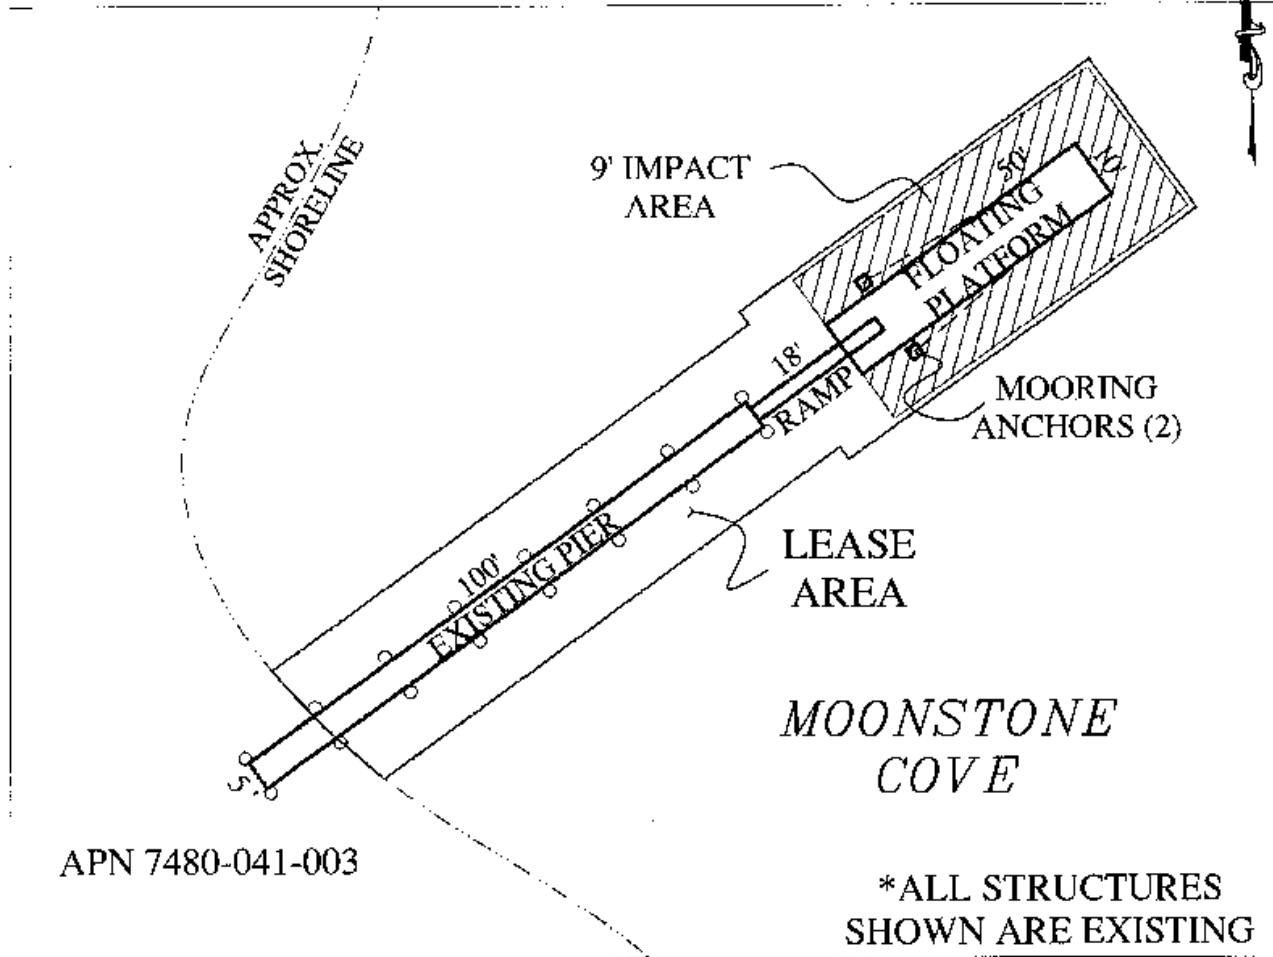 APPROX.
SHORELINE
9' IMPACT
AREA
50'
10'
FLOATING
PLATFORM
18'
RAMP
MOORING
ANCHORS (2)
100'
EXISTING PIER
LEASE
AREA
5'
MOONSTONE
COVE
APN 7480-041-003
*ALL STRUCTURES
SHOWN ARE EXISTING